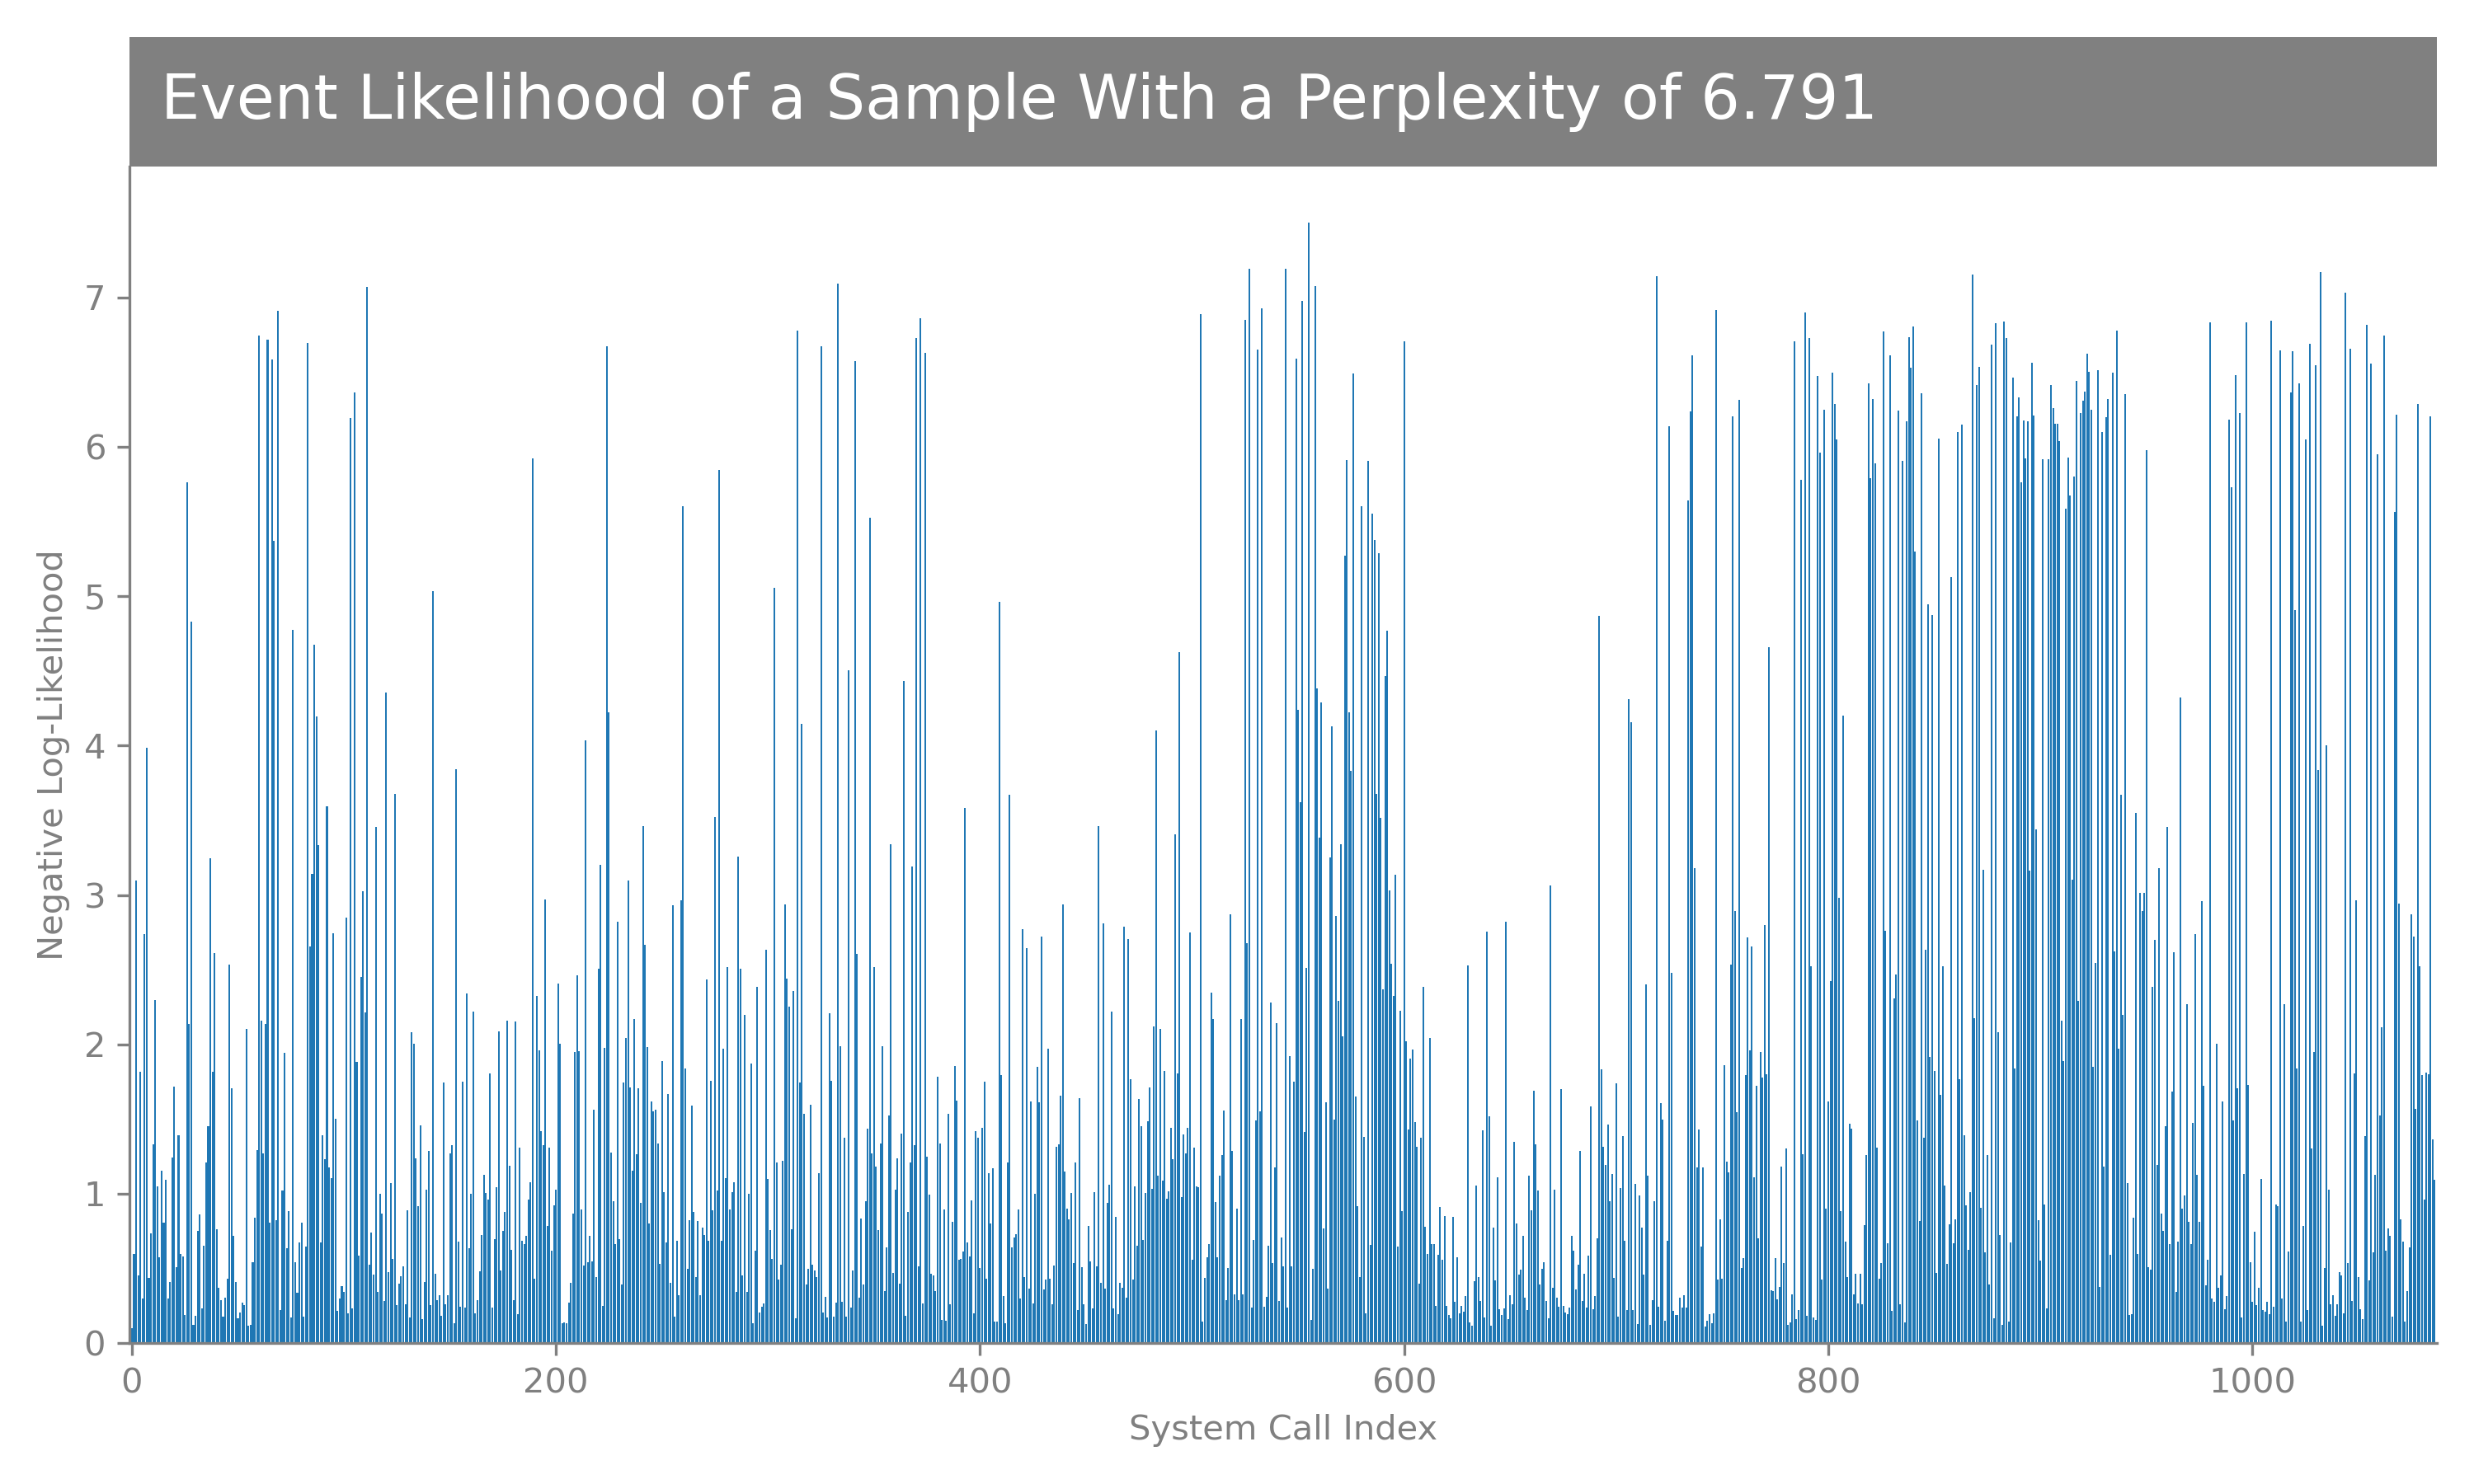 Event Likelihood of a Sample With a Perplexity of 6.791
Negative Log-Likelihood
7
6
5
4
3
2
1
0
0 200 400 600 800 1000
System Call Index